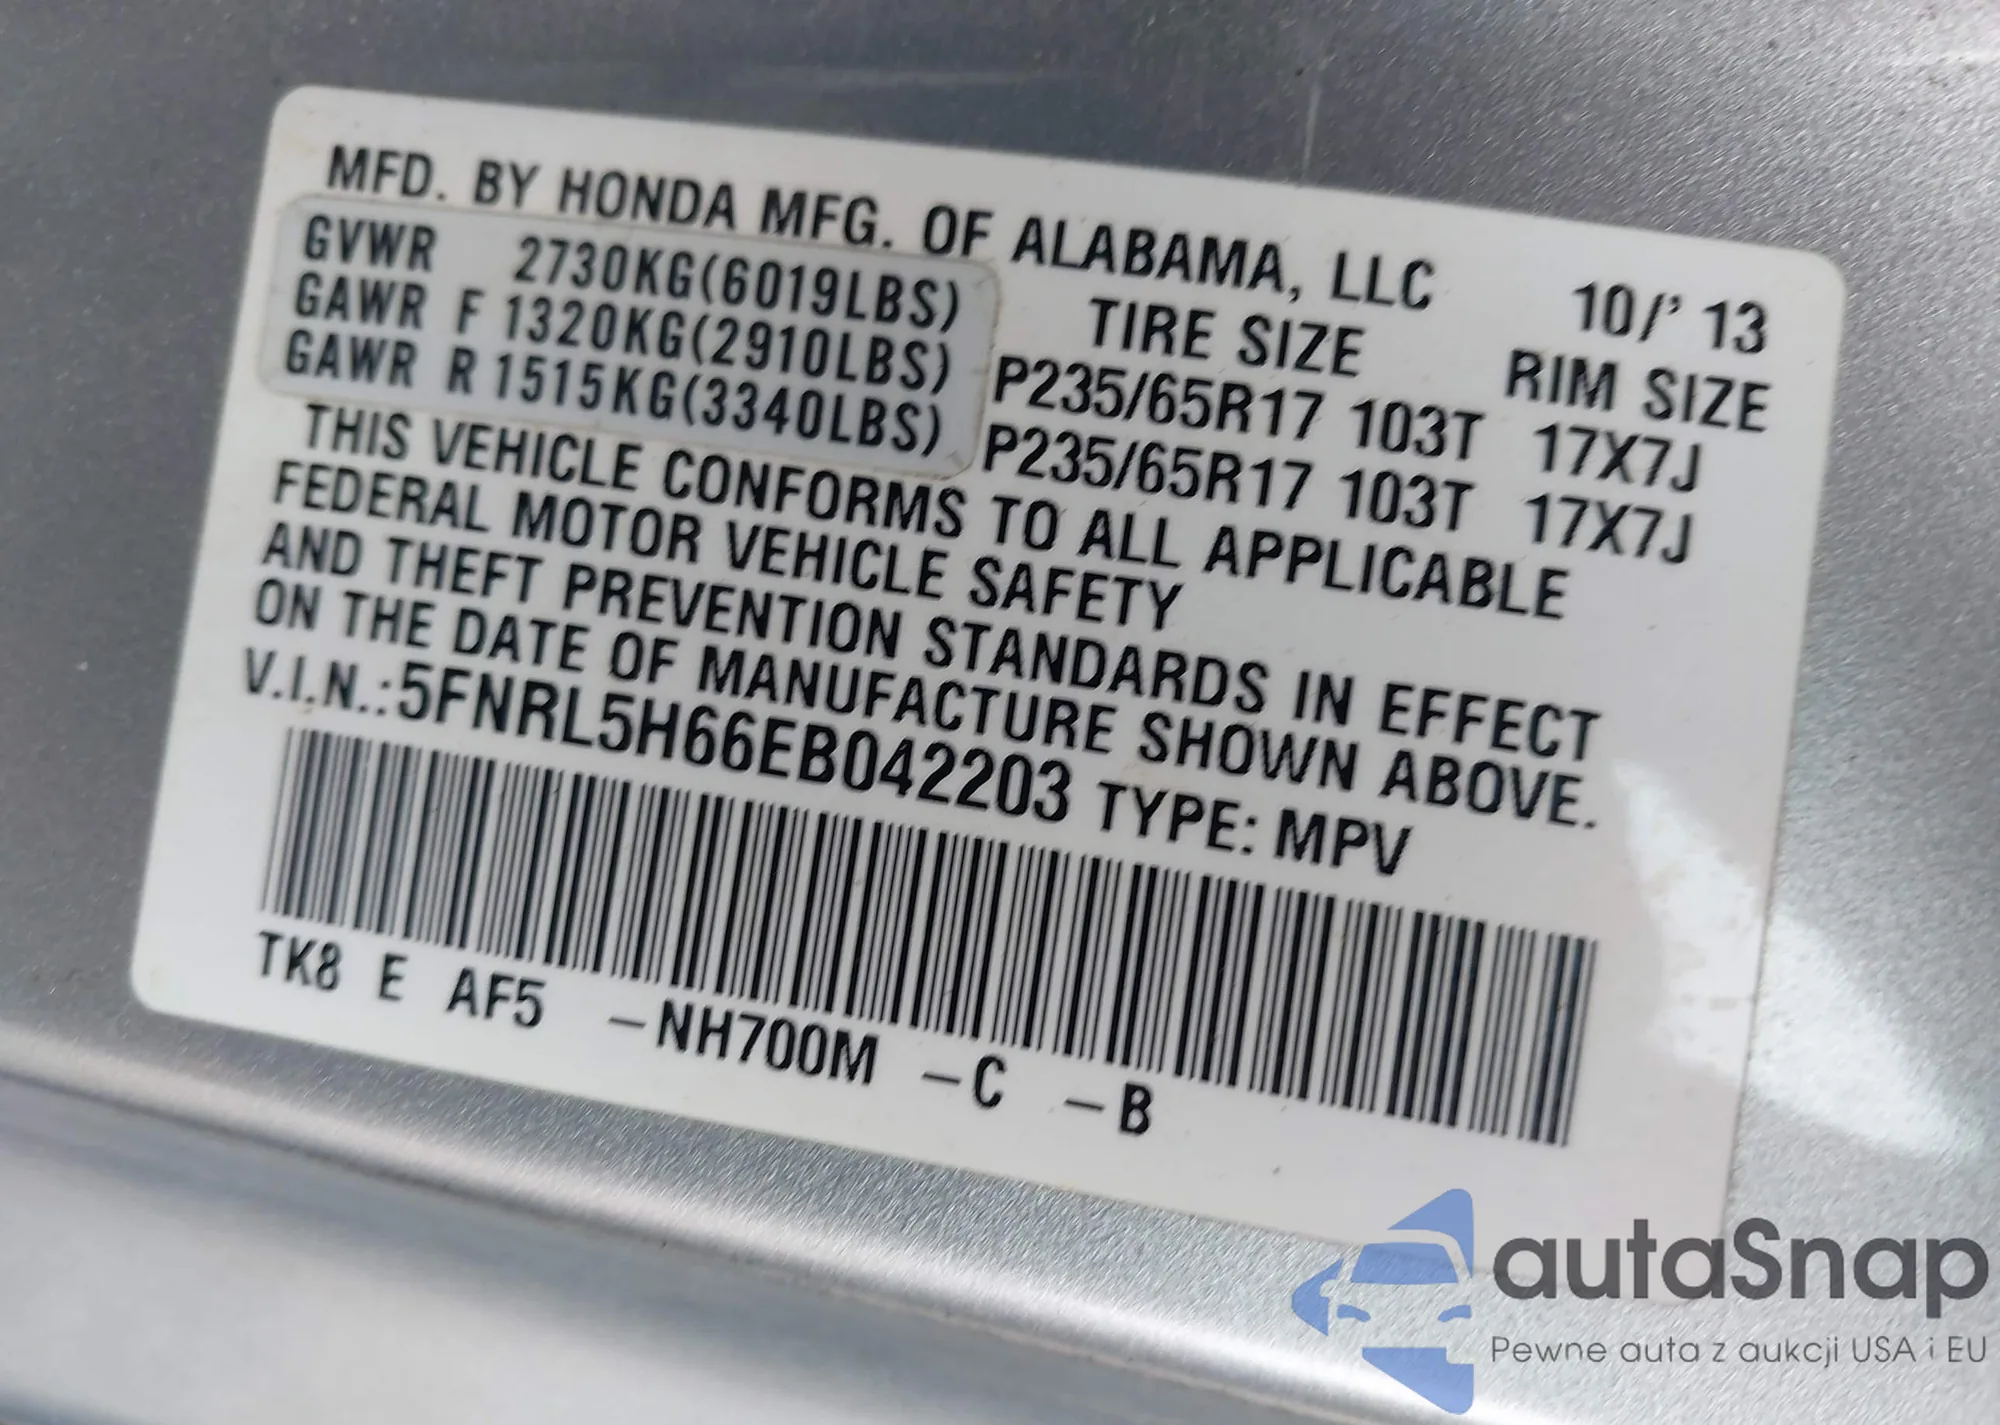 MFD. BY HONDA MFG. OF ALABAMA, LLC 10/' 13
GVWR 2730KG(6019LBS) TIRE SIZE RIM SIZE
GAWR F 1320KG(2910LBS) P235/65R17 103T 17X7J
GAWR R 1515KG(3340LBS) P235/65R17 103T 17X7J
THIS VEHICLE CONFORMS TO ALL APPLICABLE
FEDERAL MOTOR VEHICLE SAFETY
AND THEFT PREVENTION STANDARDS IN EFFECT
ON THE DATE OF MANUFACTURE SHOWN ABOVE.
V.I.N.:5FNRL5H66EB042203 TYPE: MPV
TK8 E AF5 –NH700M –C –B
autaSnap
Pewne auta z aukcji USA i EU